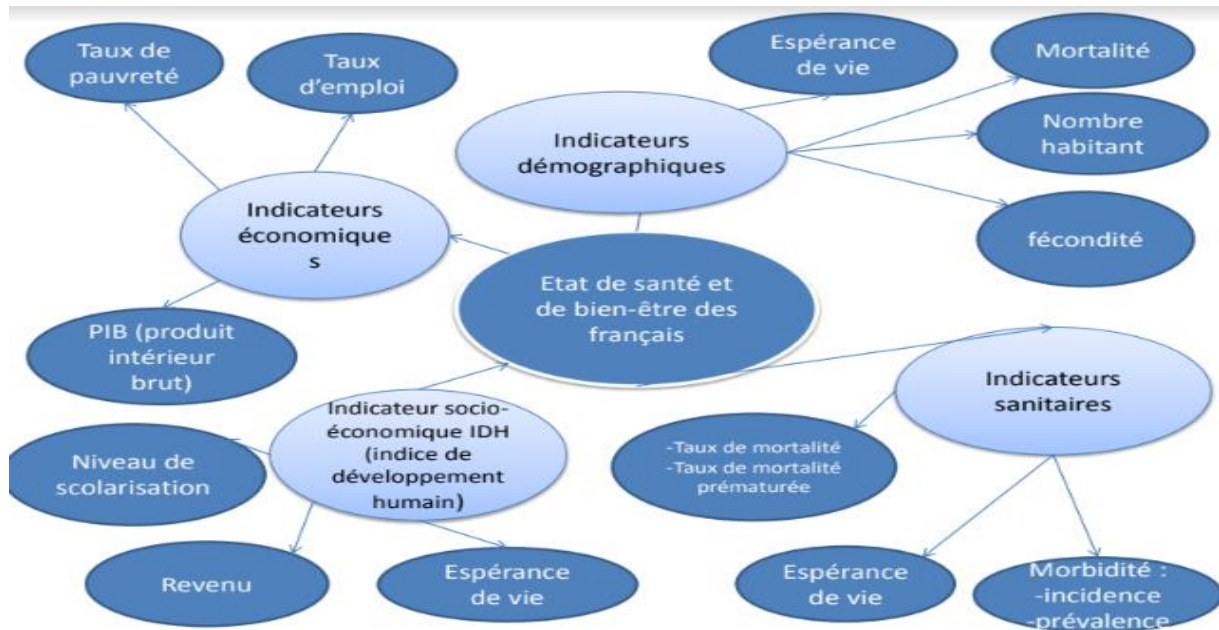 Taux de
pauvreté
Taux
d'emploi
Espérance
de vie
Mortalité
Indicateurs
démographiques
Nombre
habitant
Indicateurs
économique
s
fécondité
Etat de santé et
de bien-être des
français
PIB (produit
intérieur
brut)
Indicateurs
sanitaires
Indicateur socio-
économique IDH
(indice de
développement
humain)
-Taux de mortalité
-Taux de mortalité
prématurée
Niveau de
scolarisation
Revenu
Espérance
de vie
Espérance
de vie
Morbidité :
-incidence
-prévalence